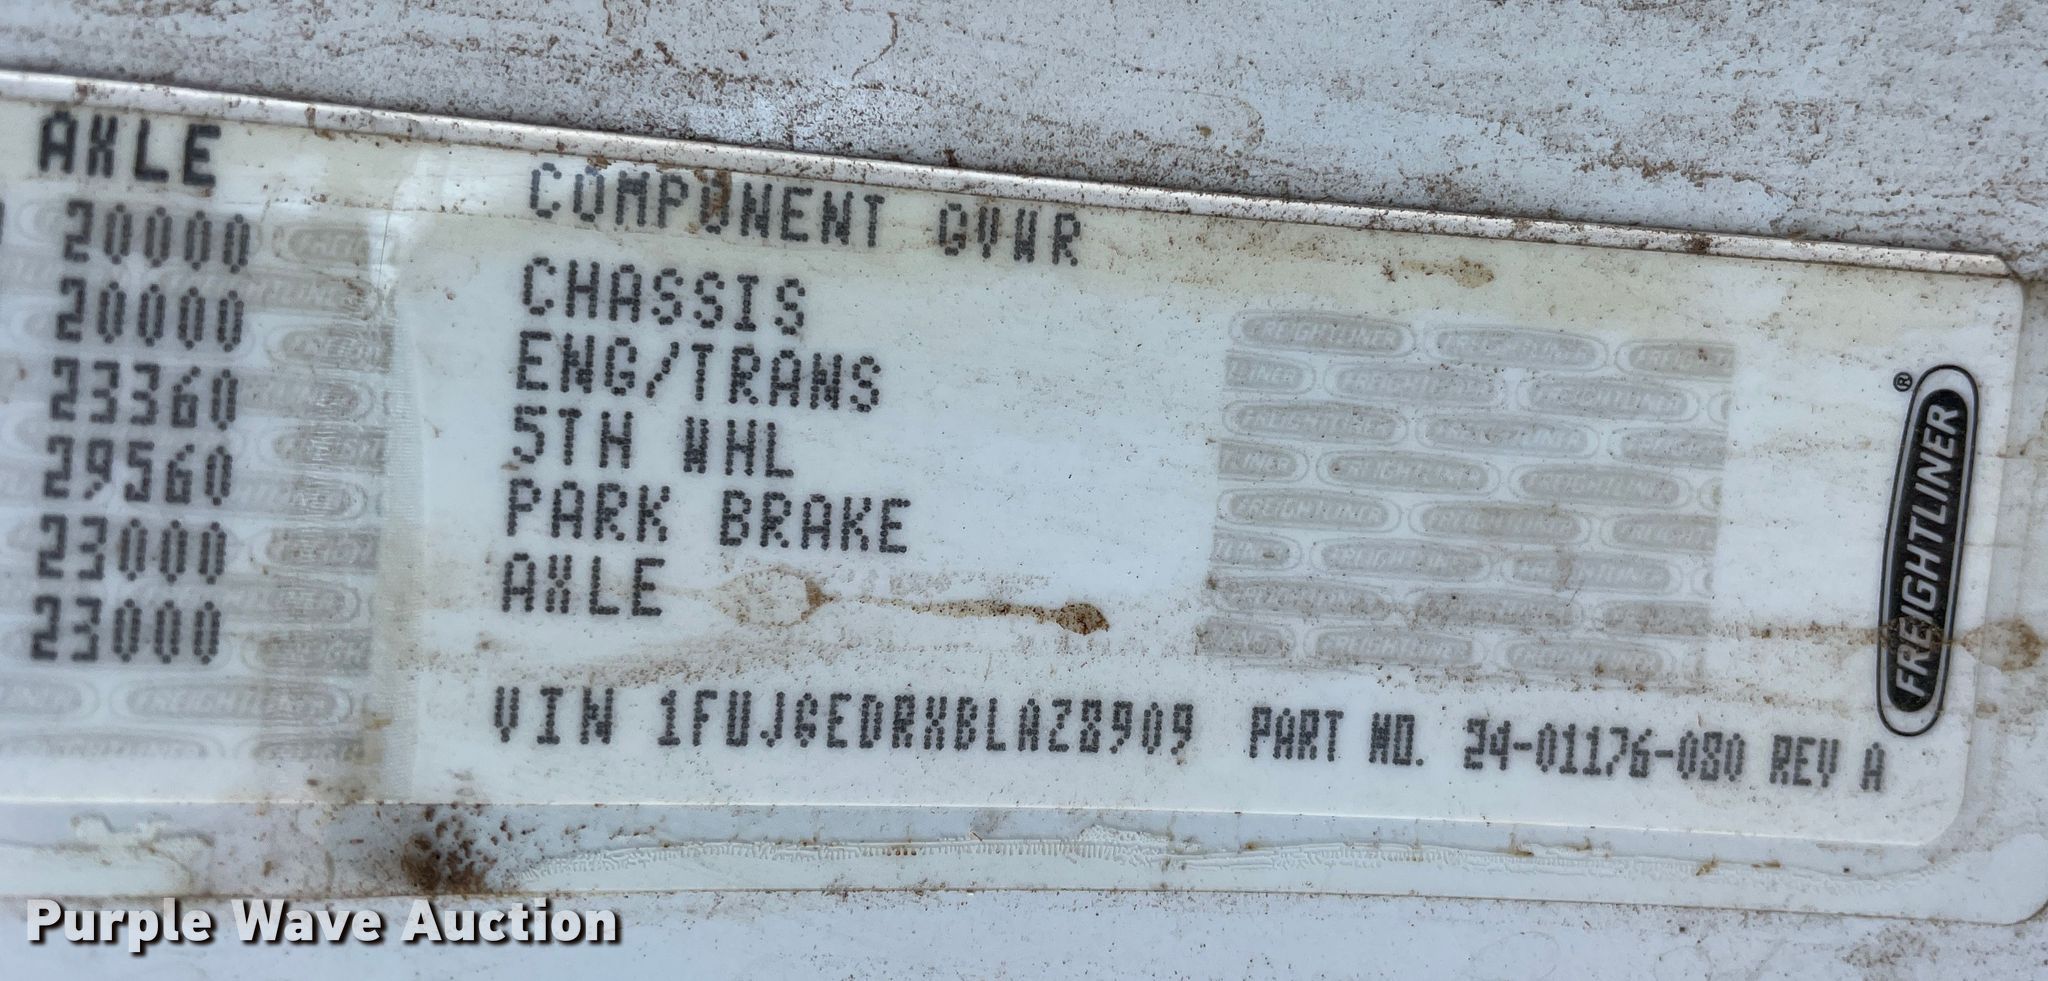 AXLE
20000
20000
23360
29560
23000
23000
COMPONENT GVWR
CHASSIS
ENG/TRANS
5TH WHL
PARK BRAKE
AXLE
VIN 1FUJGEDRXBLAZ8909 PART NO. 24-01176-080 REV A
FREIGHTLINER®
Purple Wave Auction